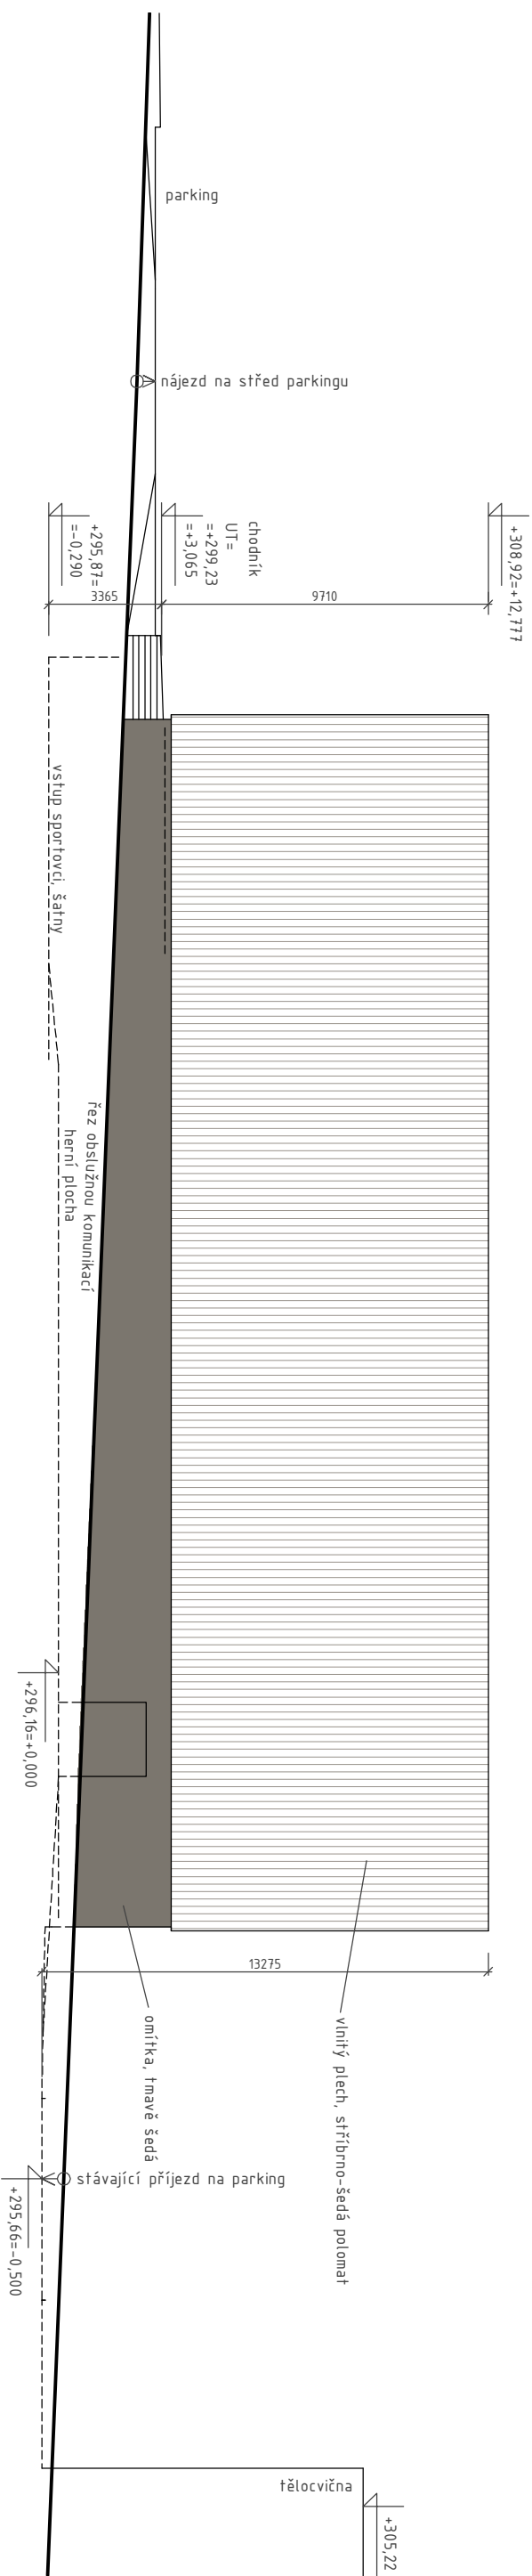 parking
nájezd na střed parkingu
+308,92=+12,777
chodník
UT=
=+299,23
=+3,065
+295,87=
=-0,290
3365
9710
vstup sportovci, šatny
řez obslužnou komunikací
herní plocha
+296,16=+0,000
13275
vlnitý plech, stříbrno-šedá polomat
omítka, tmavě šedá
stávající příjezd na parking
+295,66=-0,500
tělocvična
+305,22